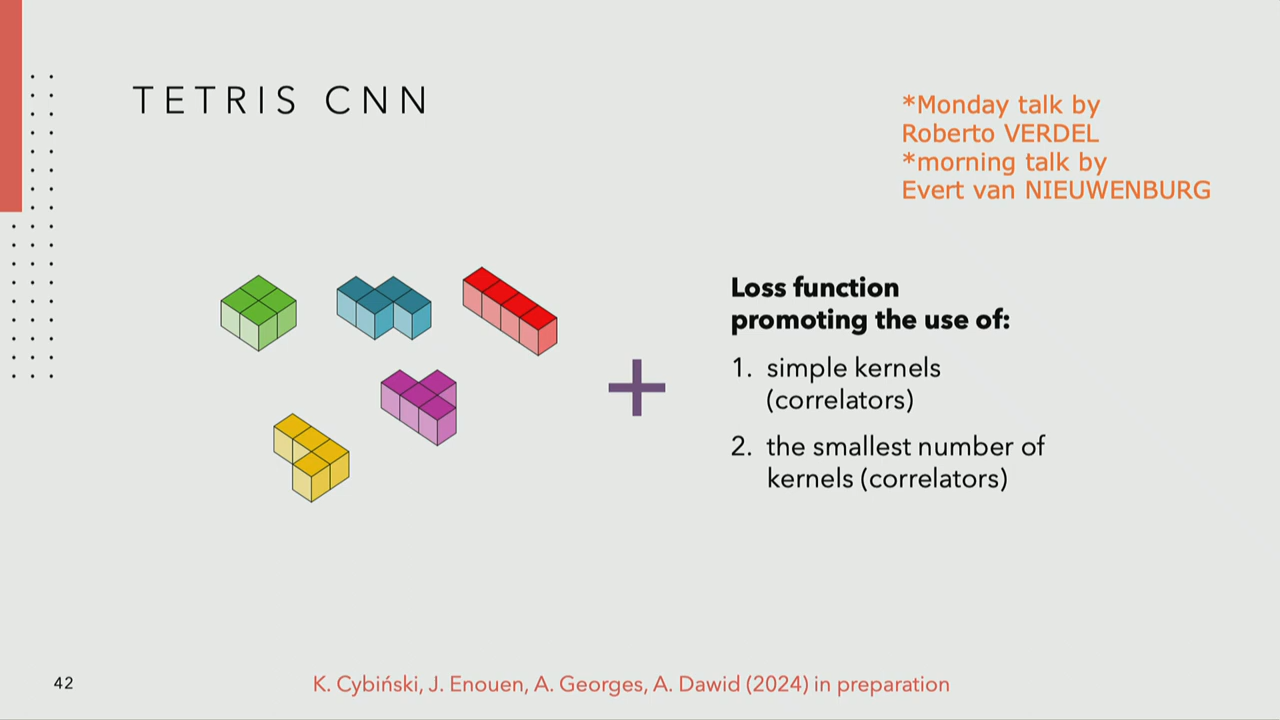 TETRIS CNN
*Monday talk by
Roberto VERDEL
*morning talk by
Evert van NIEUWENBURG
Loss function
promoting the use of:
1. simple kernels
(correlators)
2. the smallest number of
kernels (correlators)
42
K. Cybiński, J. Enouen, A. Georges, A. Dawid (2024) in preparation